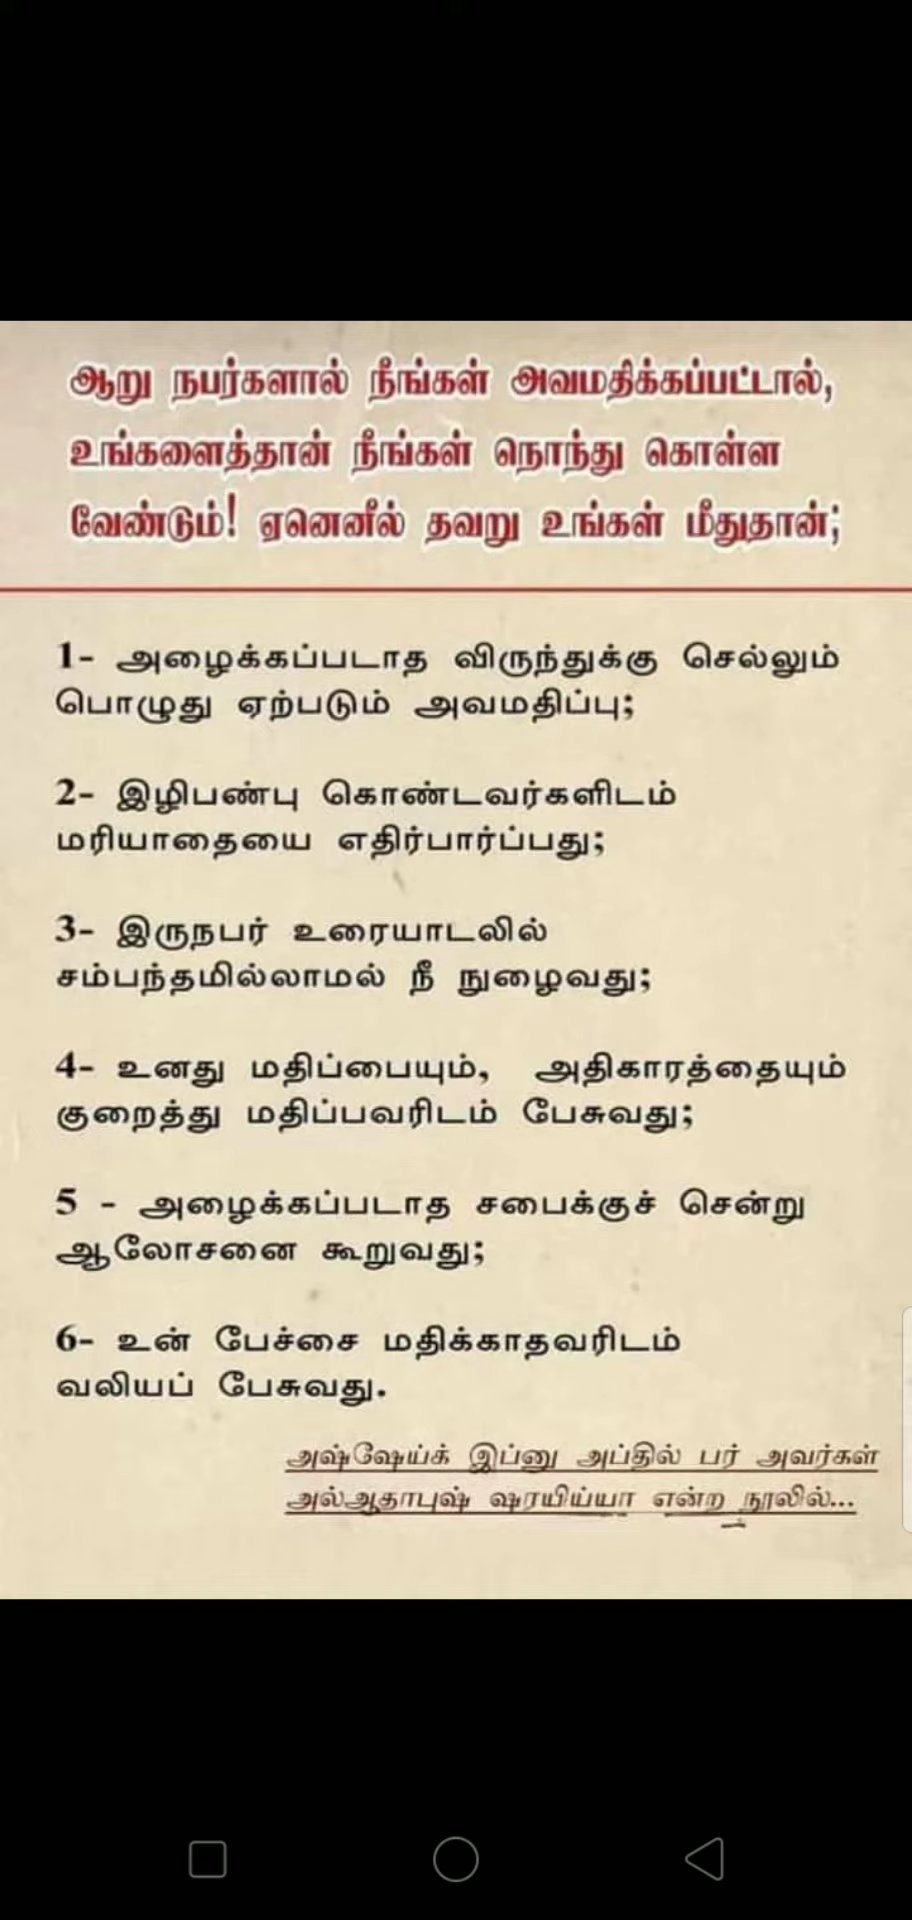 ஆறு நபர்களால் நீங்கள் அவமதிக்கப்பட்டால்,
உங்களைத்தான் நீங்கள் நொந்து கொள்ள
வேண்டும்! ஏனெனில் தவறு உங்கள் மீதுதான்;
1- அழைக்கப்படாத விருந்துக்கு செல்லும்
பொழுது ஏற்படும் அவமதிப்பு;
2- இழிபண்பு கொண்டவர்களிடம்
மரியாதையை எதிர்பார்ப்பது;
3- இருநபர் உரையாடலில்
சம்பந்தமில்லாமல் நீ நுழைவது;
4- உனது மதிப்பையும், அதிகாரத்தையும்
குறைத்து மதிப்பவரிடம் பேசுவது;
5 - அழைக்கப்படாத சபைக்குச் சென்று
ஆலோசனை கூறுவது;
6- உன் பேச்சை மதிக்காதவரிடம்
வலியப் பேசுவது.
அஷ்ஷேய்க் இப்னு அப்தில் பர் அவர்கள்
அல்ஆதாபுஷ் ஷரயிய்யா என்ற நூலில்...